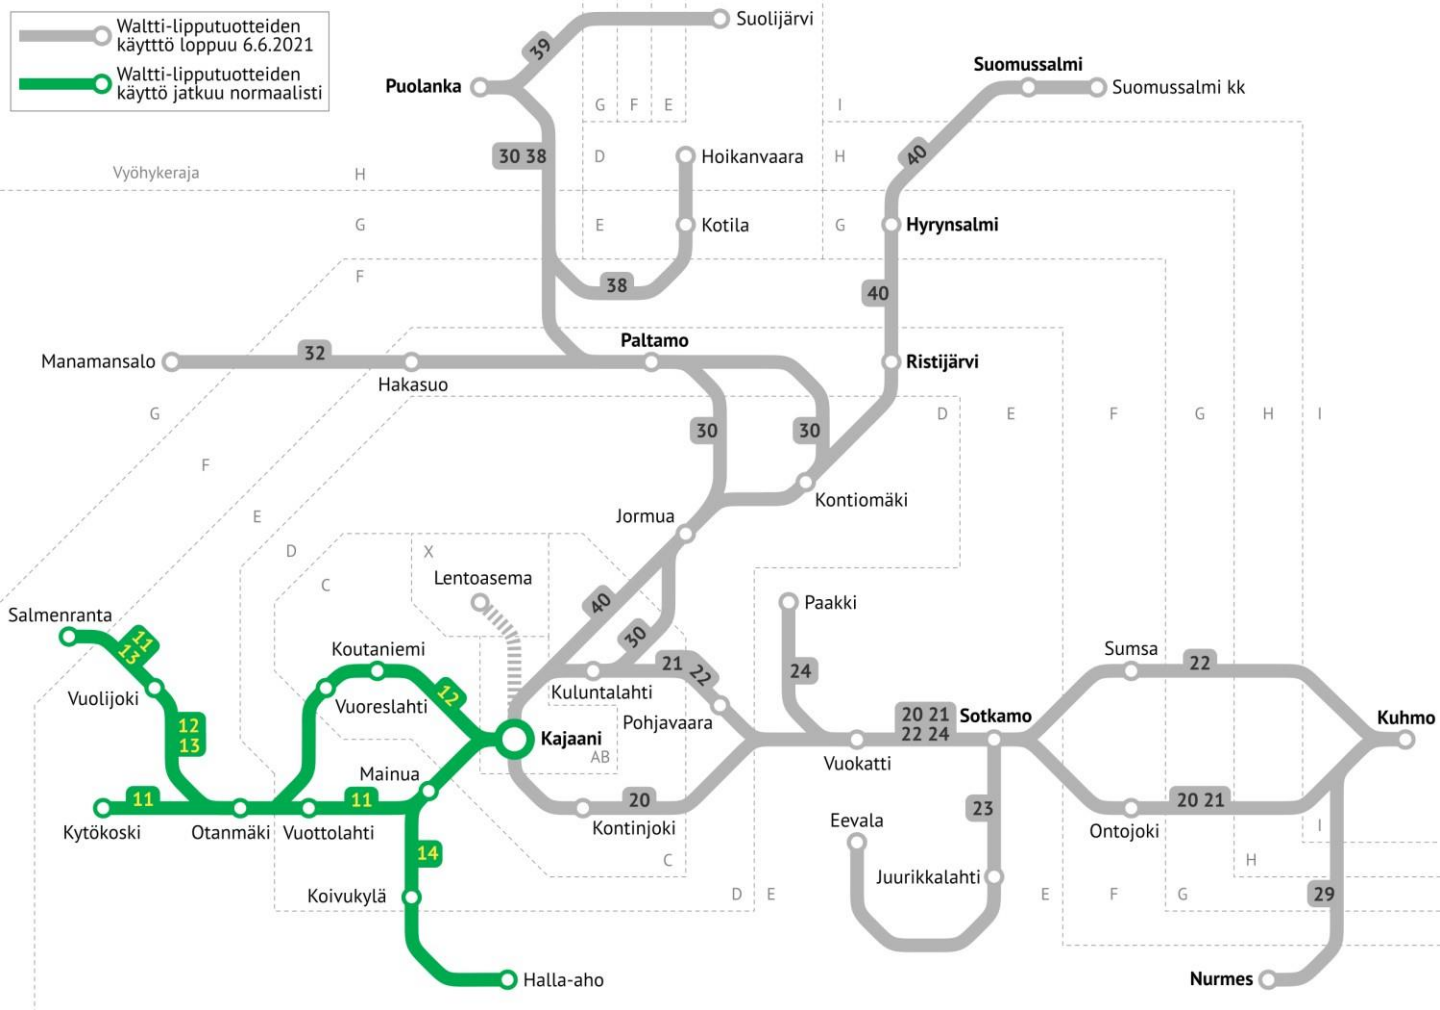 Waltti-lipputuotteiden
käytttö loppuu 6.6.2021
Waltti-lipputuotteiden
käyttö jatkuu normaalisti
Suolijärvi
39
Puolanka
Suomussalmi
Suomussalmi kk
G F E
I
30 38
D
Hoikanvaara
H
40
Vyöhykeraja
H
G
E
Kotila
G
Hyrynsalmi
F
38
40
Paltamo
Manamansalo
32
Hakasuo
Ristijärvi
G
D E F G H I
30
30
F
Kontiomäki
E
Jormua
D
X
C
Lentoasema
40
Paakki
Salmenranta
11
13
Koutaniemi
30
21
22
Sumsa
22
24
Vuolijoki
Vuoreslahti
12
Kuluntalahti
Pohjavaara
12
13
Kajaani
AB
20 21
22 24
Sotkamo
Kuhmo
Vuokatti
Mainua
11
11
20
23
20 21
Kytökoski
Otanmäki
Vuottolahti
Kontinjoki
Eevala
Ontojoki
I
14
C
H
Juurikkalahti
Koivukylä
D E
E F G
29
Halla-aho
Nurmes